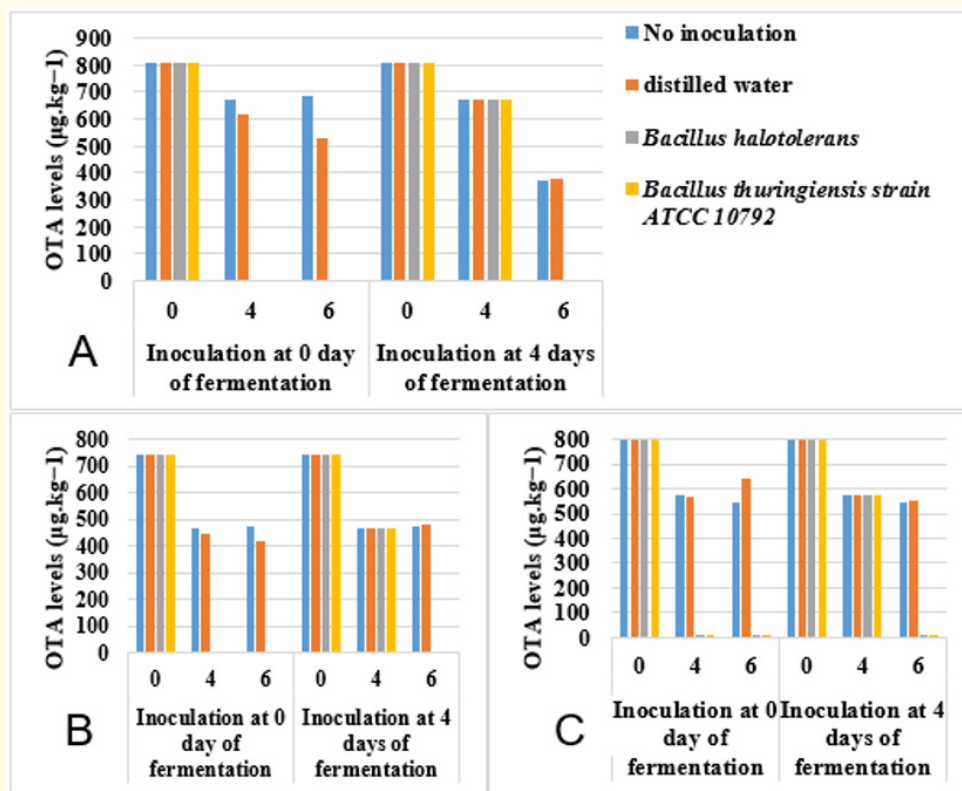 900
800
700
600
500
400
300
200
100
0
OTA levels (µg.kg−1)
0 4 6 0 4 6
Inoculation at 0 day
of fermentation
Inoculation at 4 days
of fermentation
A
No inoculation
distilled water
Bacillus halotolerans
Bacillus thuringiensis strain
ATCC 10792
800
700
600
500
400
300
200
100
0
OTA levels (µg.kg−1)
0 4 6 0 4 6
Inoculation at 0
day of
fermentation
Inoculation at 4
days of
fermentation
B
800
700
600
500
400
300
200
100
0
OTA levels (µg.kg−1)
0 4 6 0 4 6
Inoculation at 0
day of
fermentation
Inoculation at 4
days of
fermentation
C